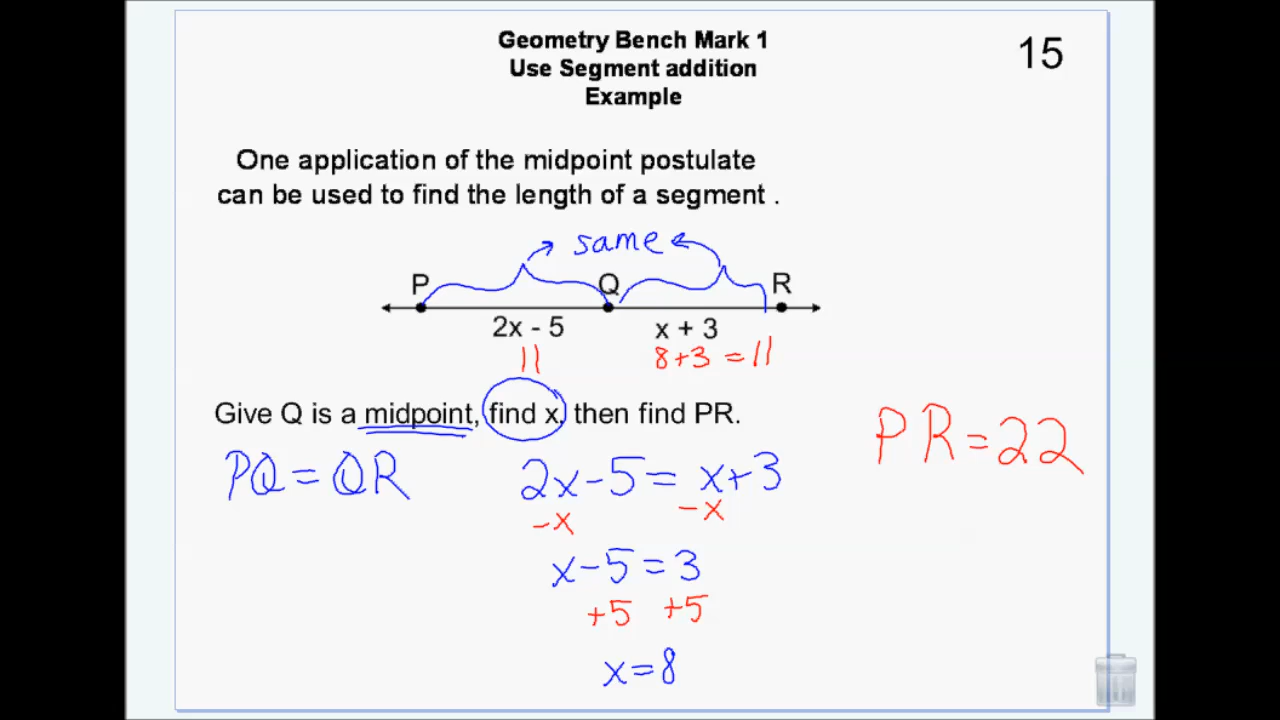 Geometry Bench Mark 1
15
Use Segment addition
Example
One application of the midpoint postulate
can be used to find the length of a segment .
same
P Q R
2x - 5 x + 3
11 8+3 = 11
Give Q is a midpoint, find x, then find PR.
PR=22
PQ=QR 2x-5= x+3
-x -x
x-5=3
+5 +5
x=8